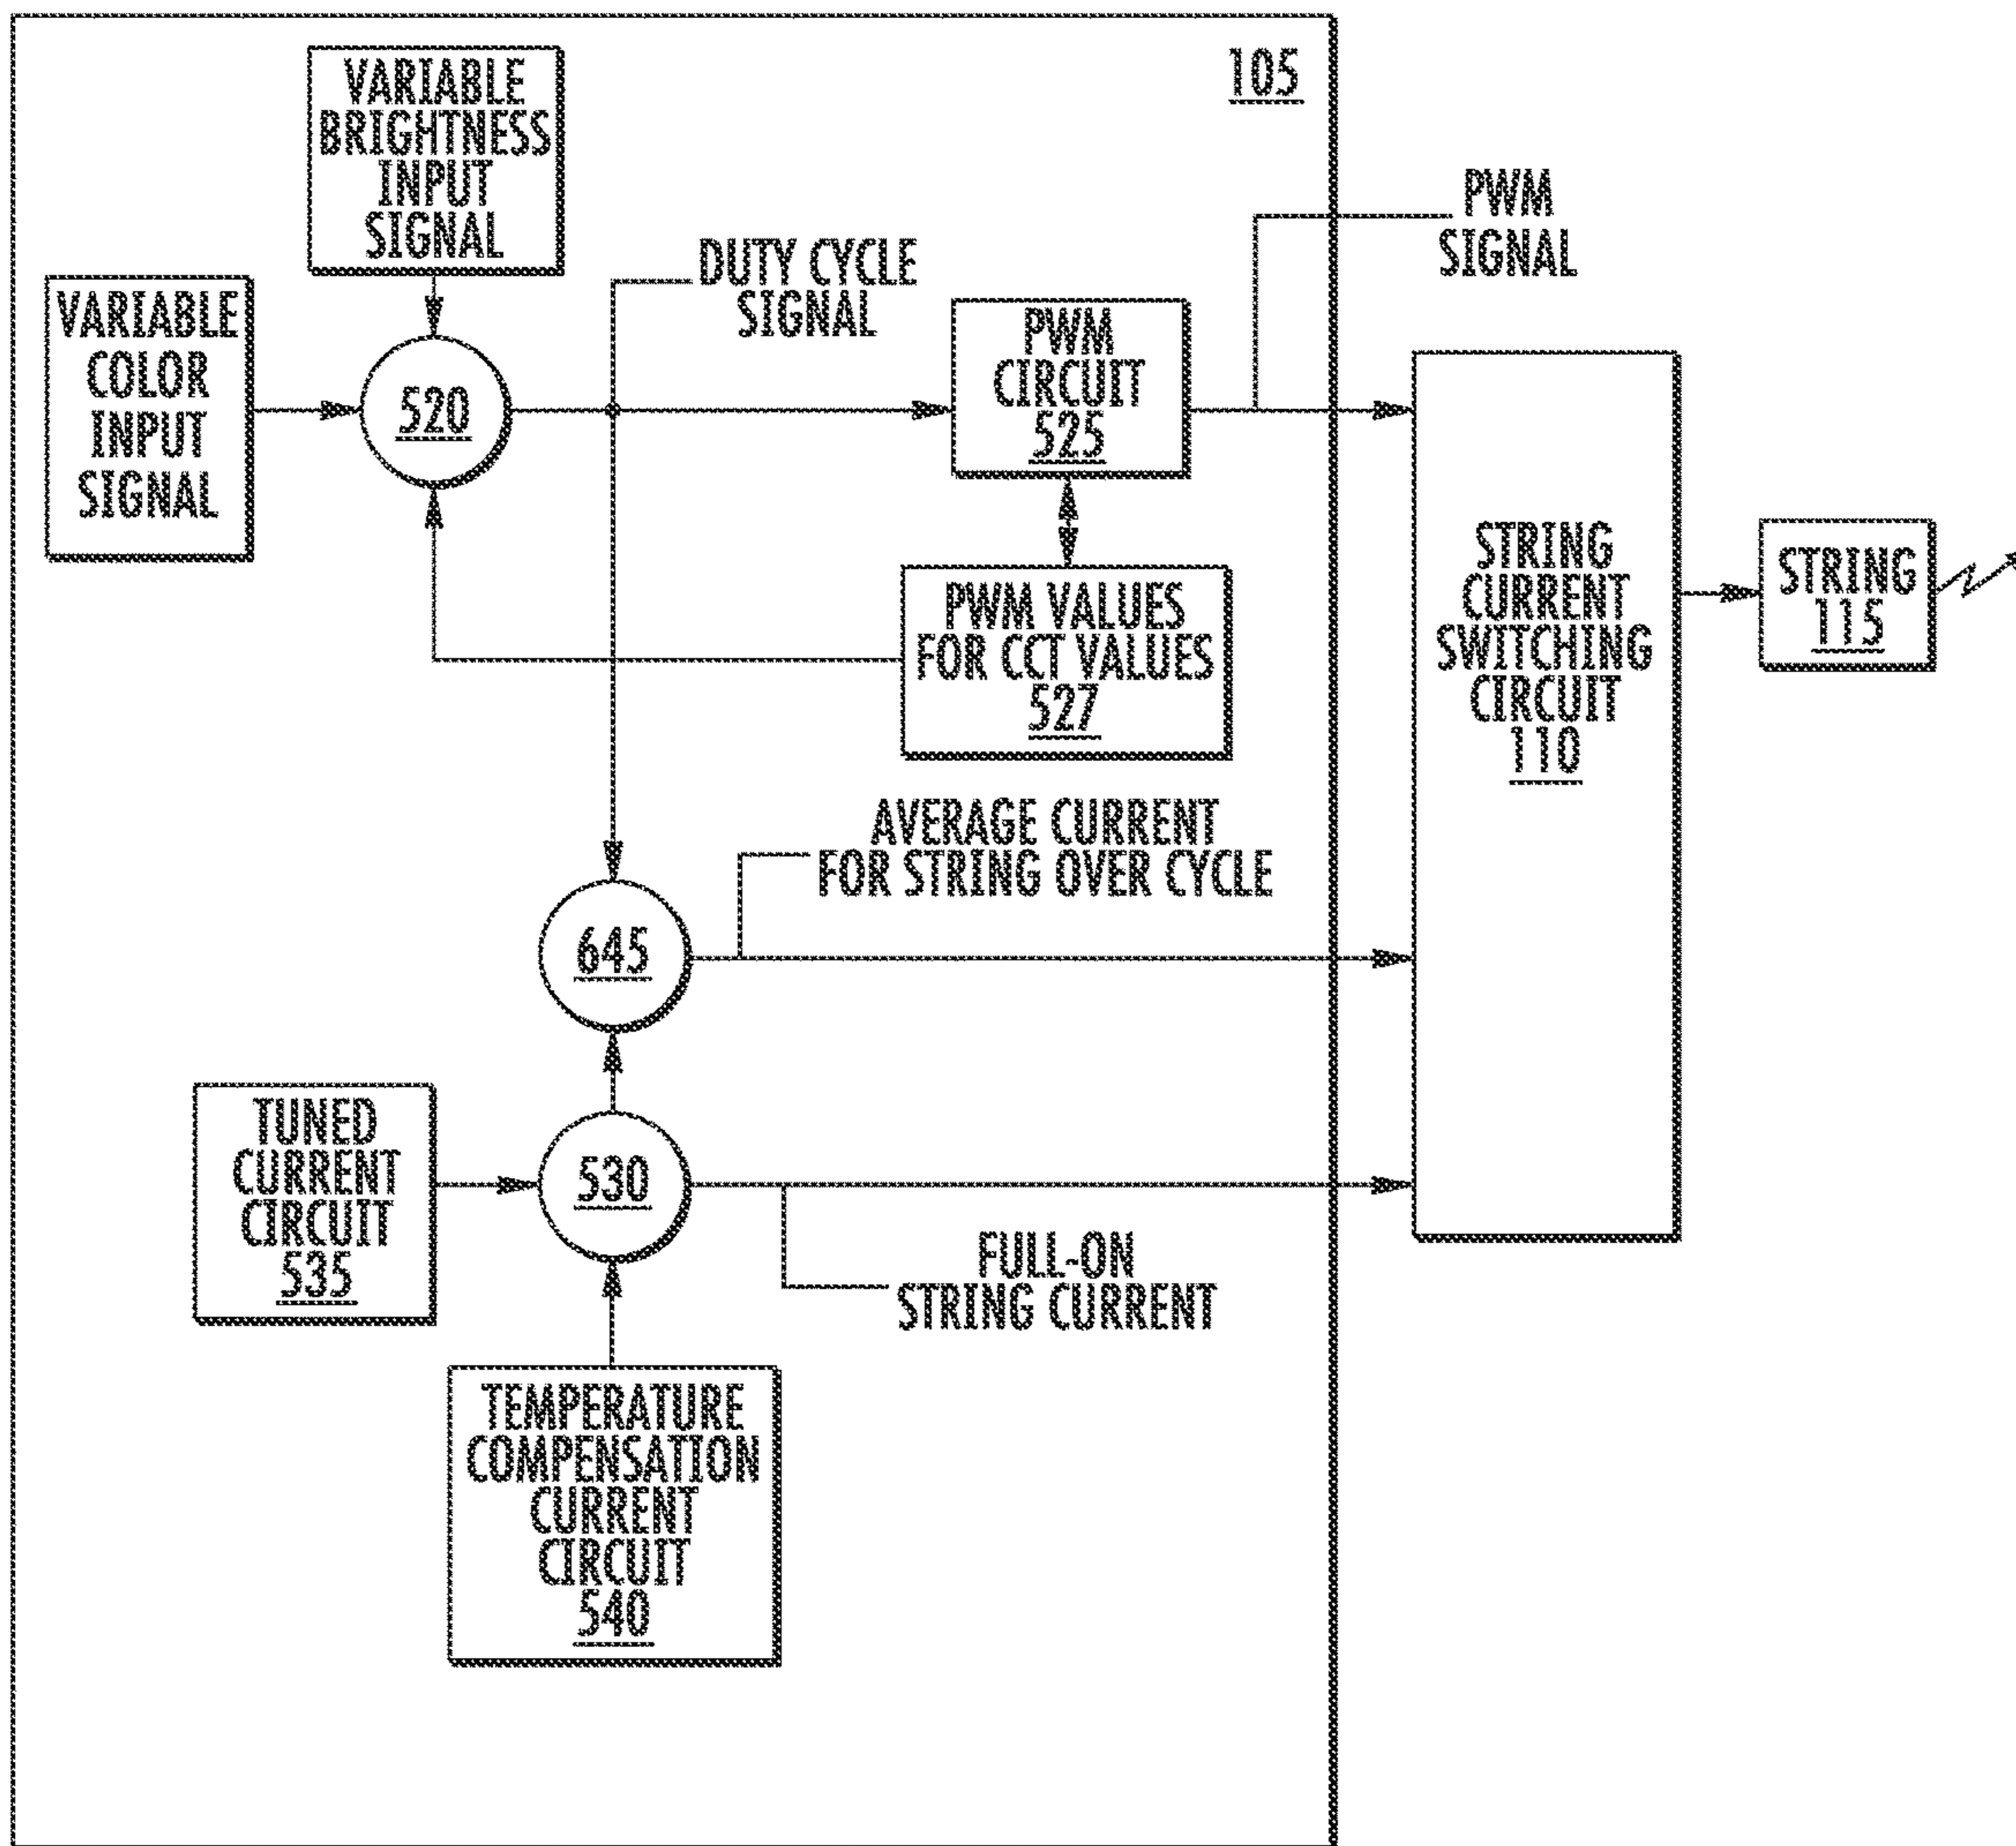 105
VARIABLE
BRIGHTNESS
INPUT
SIGNAL
PWM
SIGNAL
DUTY CYCLE
SIGNAL
VARIABLE
COLOR
INPUT
SIGNAL
520
PWM
CIRCUIT
525
STRING
CURRENT
SWITCHING
CIRCUIT
110
STRING
115
PWM VALUES
FOR CCT VALUES
527
AVERAGE CURRENT
FOR STRING OVER CYCLE
645
TUNED
CURRENT
CIRCUIT
535
530
FULL-ON
STRING CURRENT
TEMPERATURE
COMPENSATION
CURRENT
CIRCUIT
540